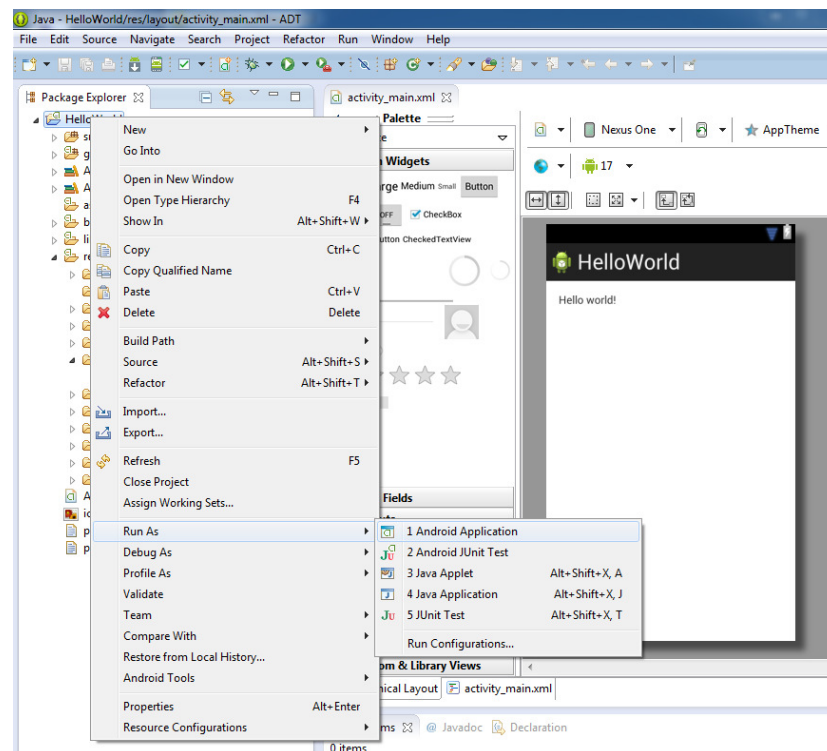 Java - HelloWorld/res/layout/activity_main.xml - ADT
File Edit Source Navigate Search Project Refactor Run Window Help
Package Explorer
activity_main.xml
HelloWorld
New
Go Into
Open in New Window
Open Type Hierarchy F4
Show In Alt+Shift+W
Copy Ctrl+C
Copy Qualified Name
Paste Ctrl+V
Delete Delete
Build Path
Source Alt+Shift+S
Refactor Alt+Shift+T
Import...
Export...
Refresh F5
Close Project
Assign Working Sets...
Run As
Debug As
Profile As
Validate
Team
Compare With
Restore from Local History...
Android Tools
Properties Alt+Enter
Resource Configurations
1 Android Application
2 Android JUnit Test
3 Java Applet Alt+Shift+X, A
4 Java Application Alt+Shift+X, J
5 JUnit Test Alt+Shift+X, T
Run Configurations...
Palette
Widgets
rge Medium Small Button
OFF CheckBox
utton CheckedTextView
Fields
om & Library Views
nical Layout activity_main.xml
ms @ Javadoc Declaration
0 items
Nexus One AppTheme
17
HelloWorld
Hello world!